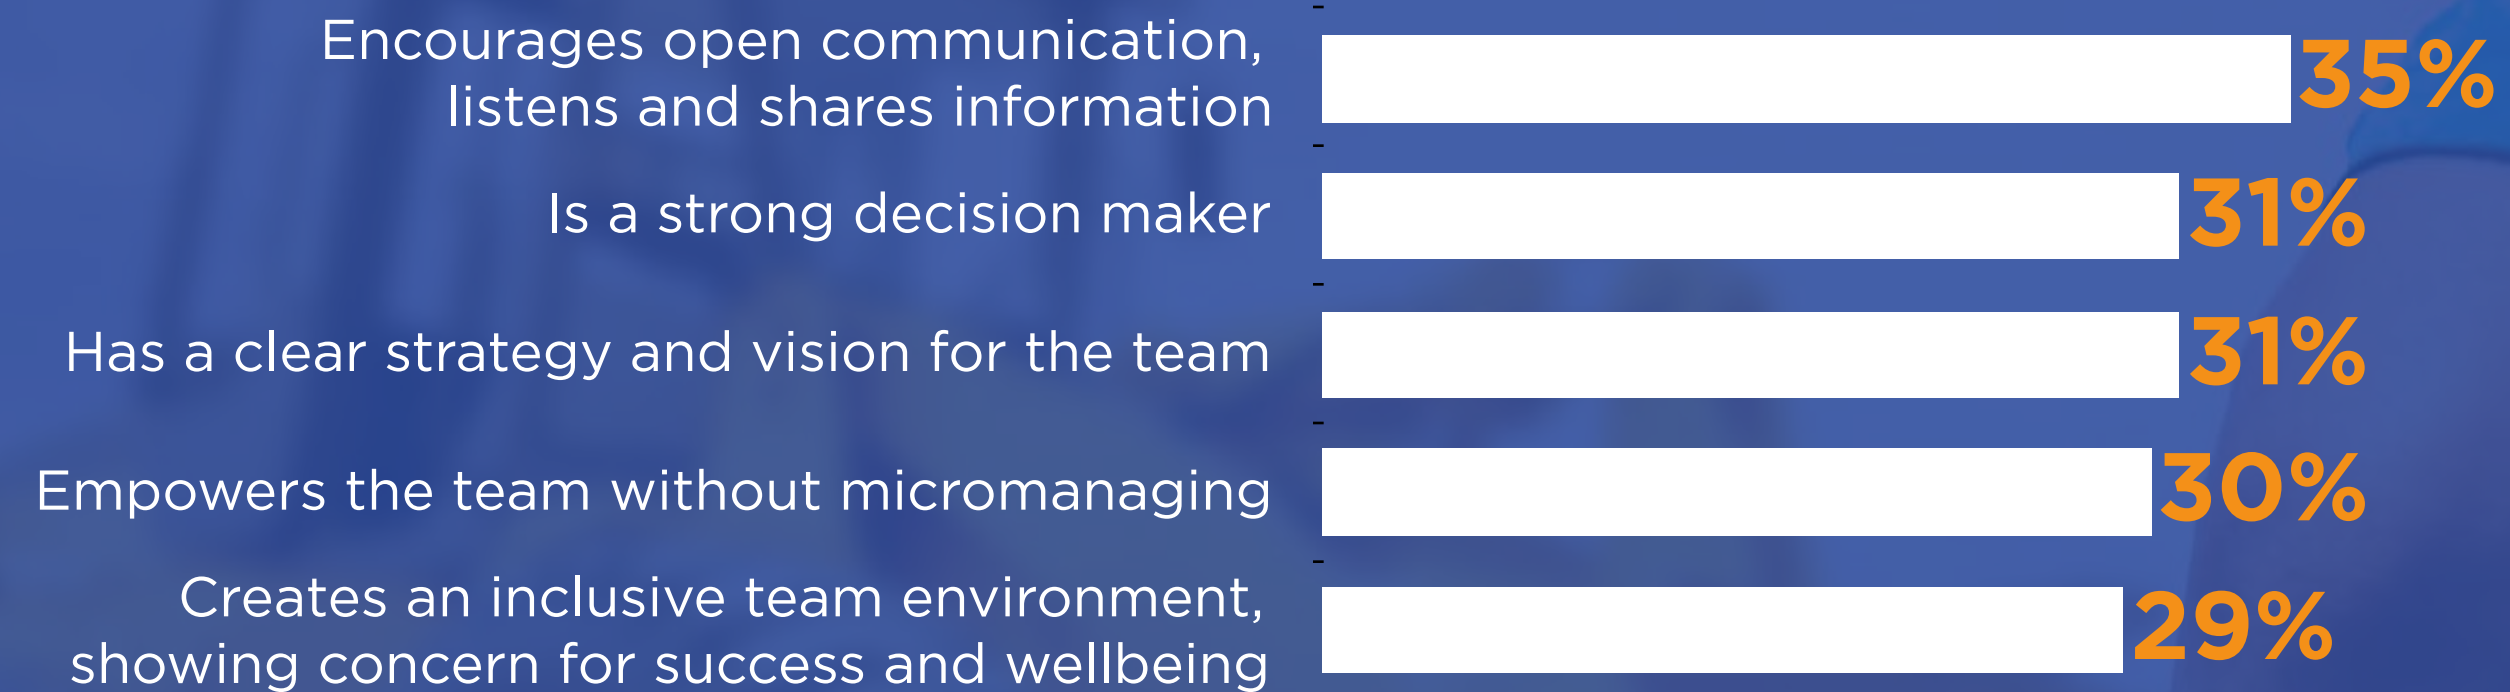 Encourages open communication,
listens and shares information
35%
Is a strong decision maker
31%
Has a clear strategy and vision for the team
31%
Empowers the team without micromanaging
30%
Creates an inclusive team environment,
showing concern for success and wellbeing
29%